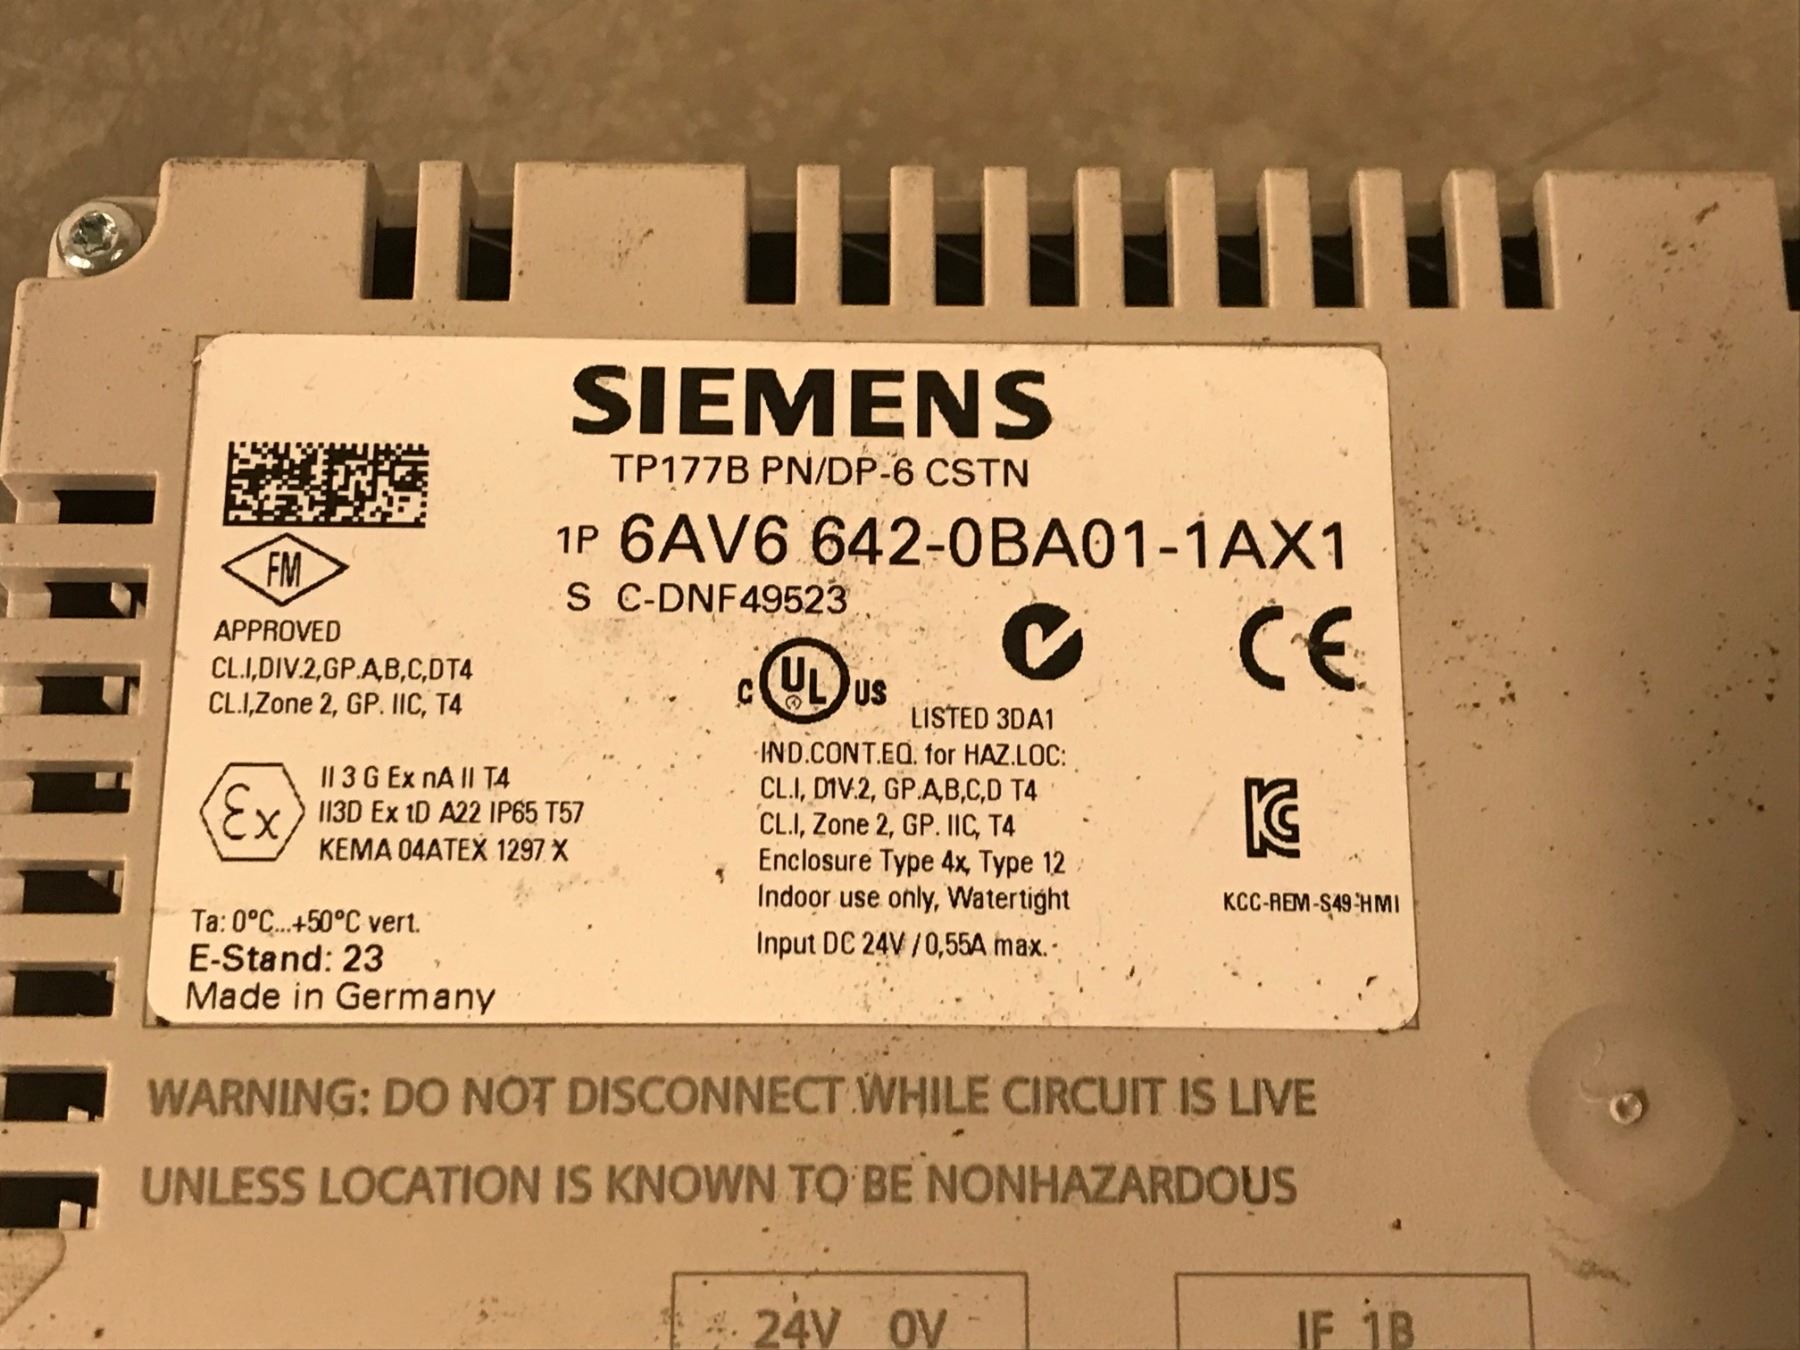 SIEMENS
TP177B PN/DP-6 CSTN
1P 6AV6 642-0BA01-1AX1
S C-DNF49523
FM
APPROVED
CL.I,DIV.2,GP.A,B,C,DT4
CL.I,Zone 2, GP. IIC, T4
C UL US
LISTED 3DA1
CE
IND.CONT.EQ. for HAZ.LOC:
CL.I, D1V.2, GP.A,B,C,D T4
CL.I, Zone 2, GP. IIC, T4
Enclosure Type 4x, Type 12
Indoor use only, Watertight
Input DC 24V / 0,55A max.
Ex
II 3 G Ex nA II T4
II3D Ex tD A22 IP65 T57
KEMA 04ATEX 1297 X
KC
KCC-REM-S49-HMI
Ta: 0°C...+50°C vert.
E-Stand: 23
Made in Germany
WARNING: DO NOT DISCONNECT WHILE CIRCUIT IS LIVE
UNLESS LOCATION IS KNOWN TO BE NONHAZARDOUS
24V 0V
IF 1B